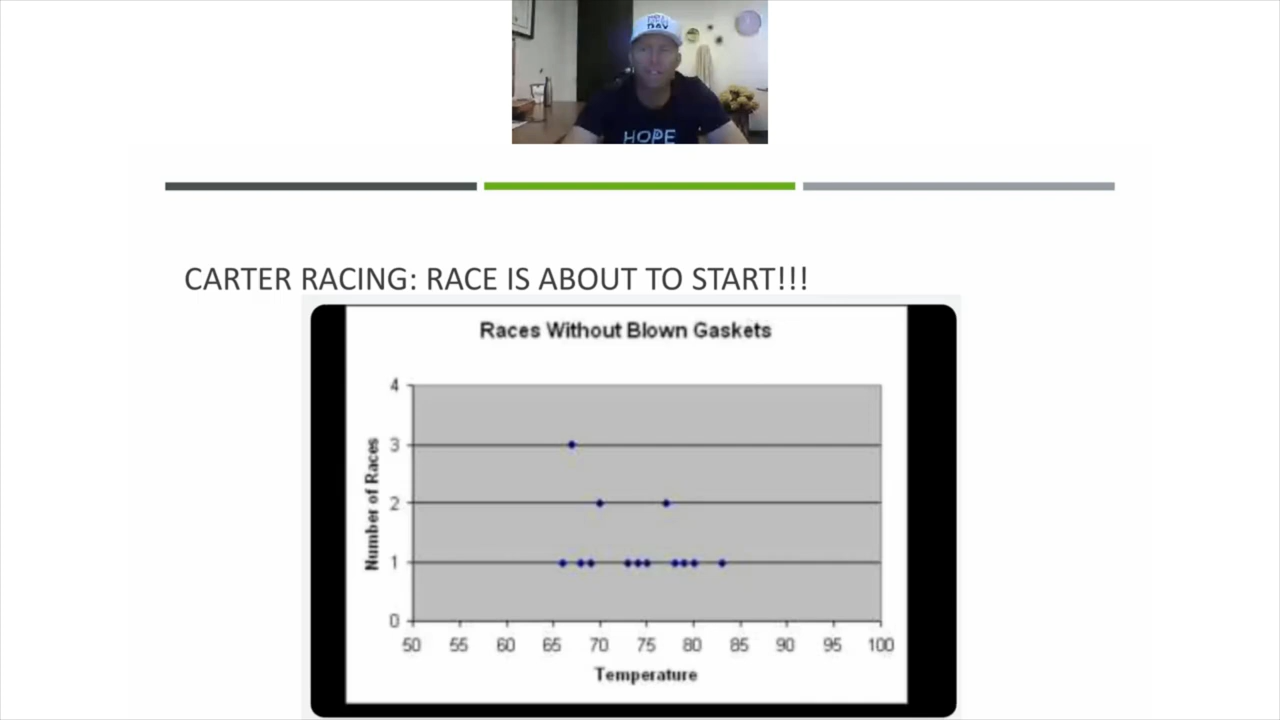 DAY
HOPE
CARTER RACING: RACE IS ABOUT TO START!!!
Races Without Blown Gaskets
4
3
2
1
0
Number of Races
50 55 60 65 70 75 80 85 90 95 100
Temperature